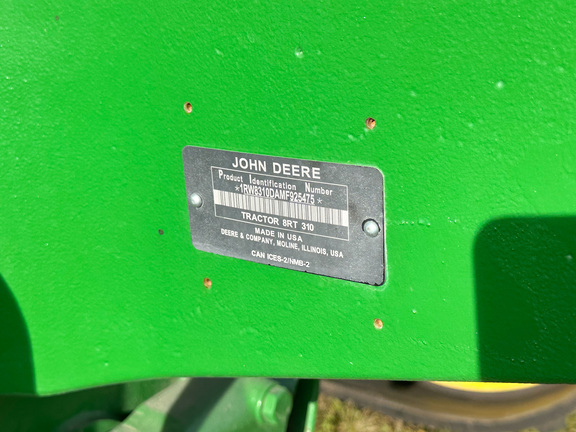 JOHN DEERE
Product Identification Number
*1RW8310DAMF925475*
TRACTOR 8RT 310
MADE IN USA
DEERE & COMPANY, MOLINE, ILLINOIS, USA
CAN ICES-2/NMB-2